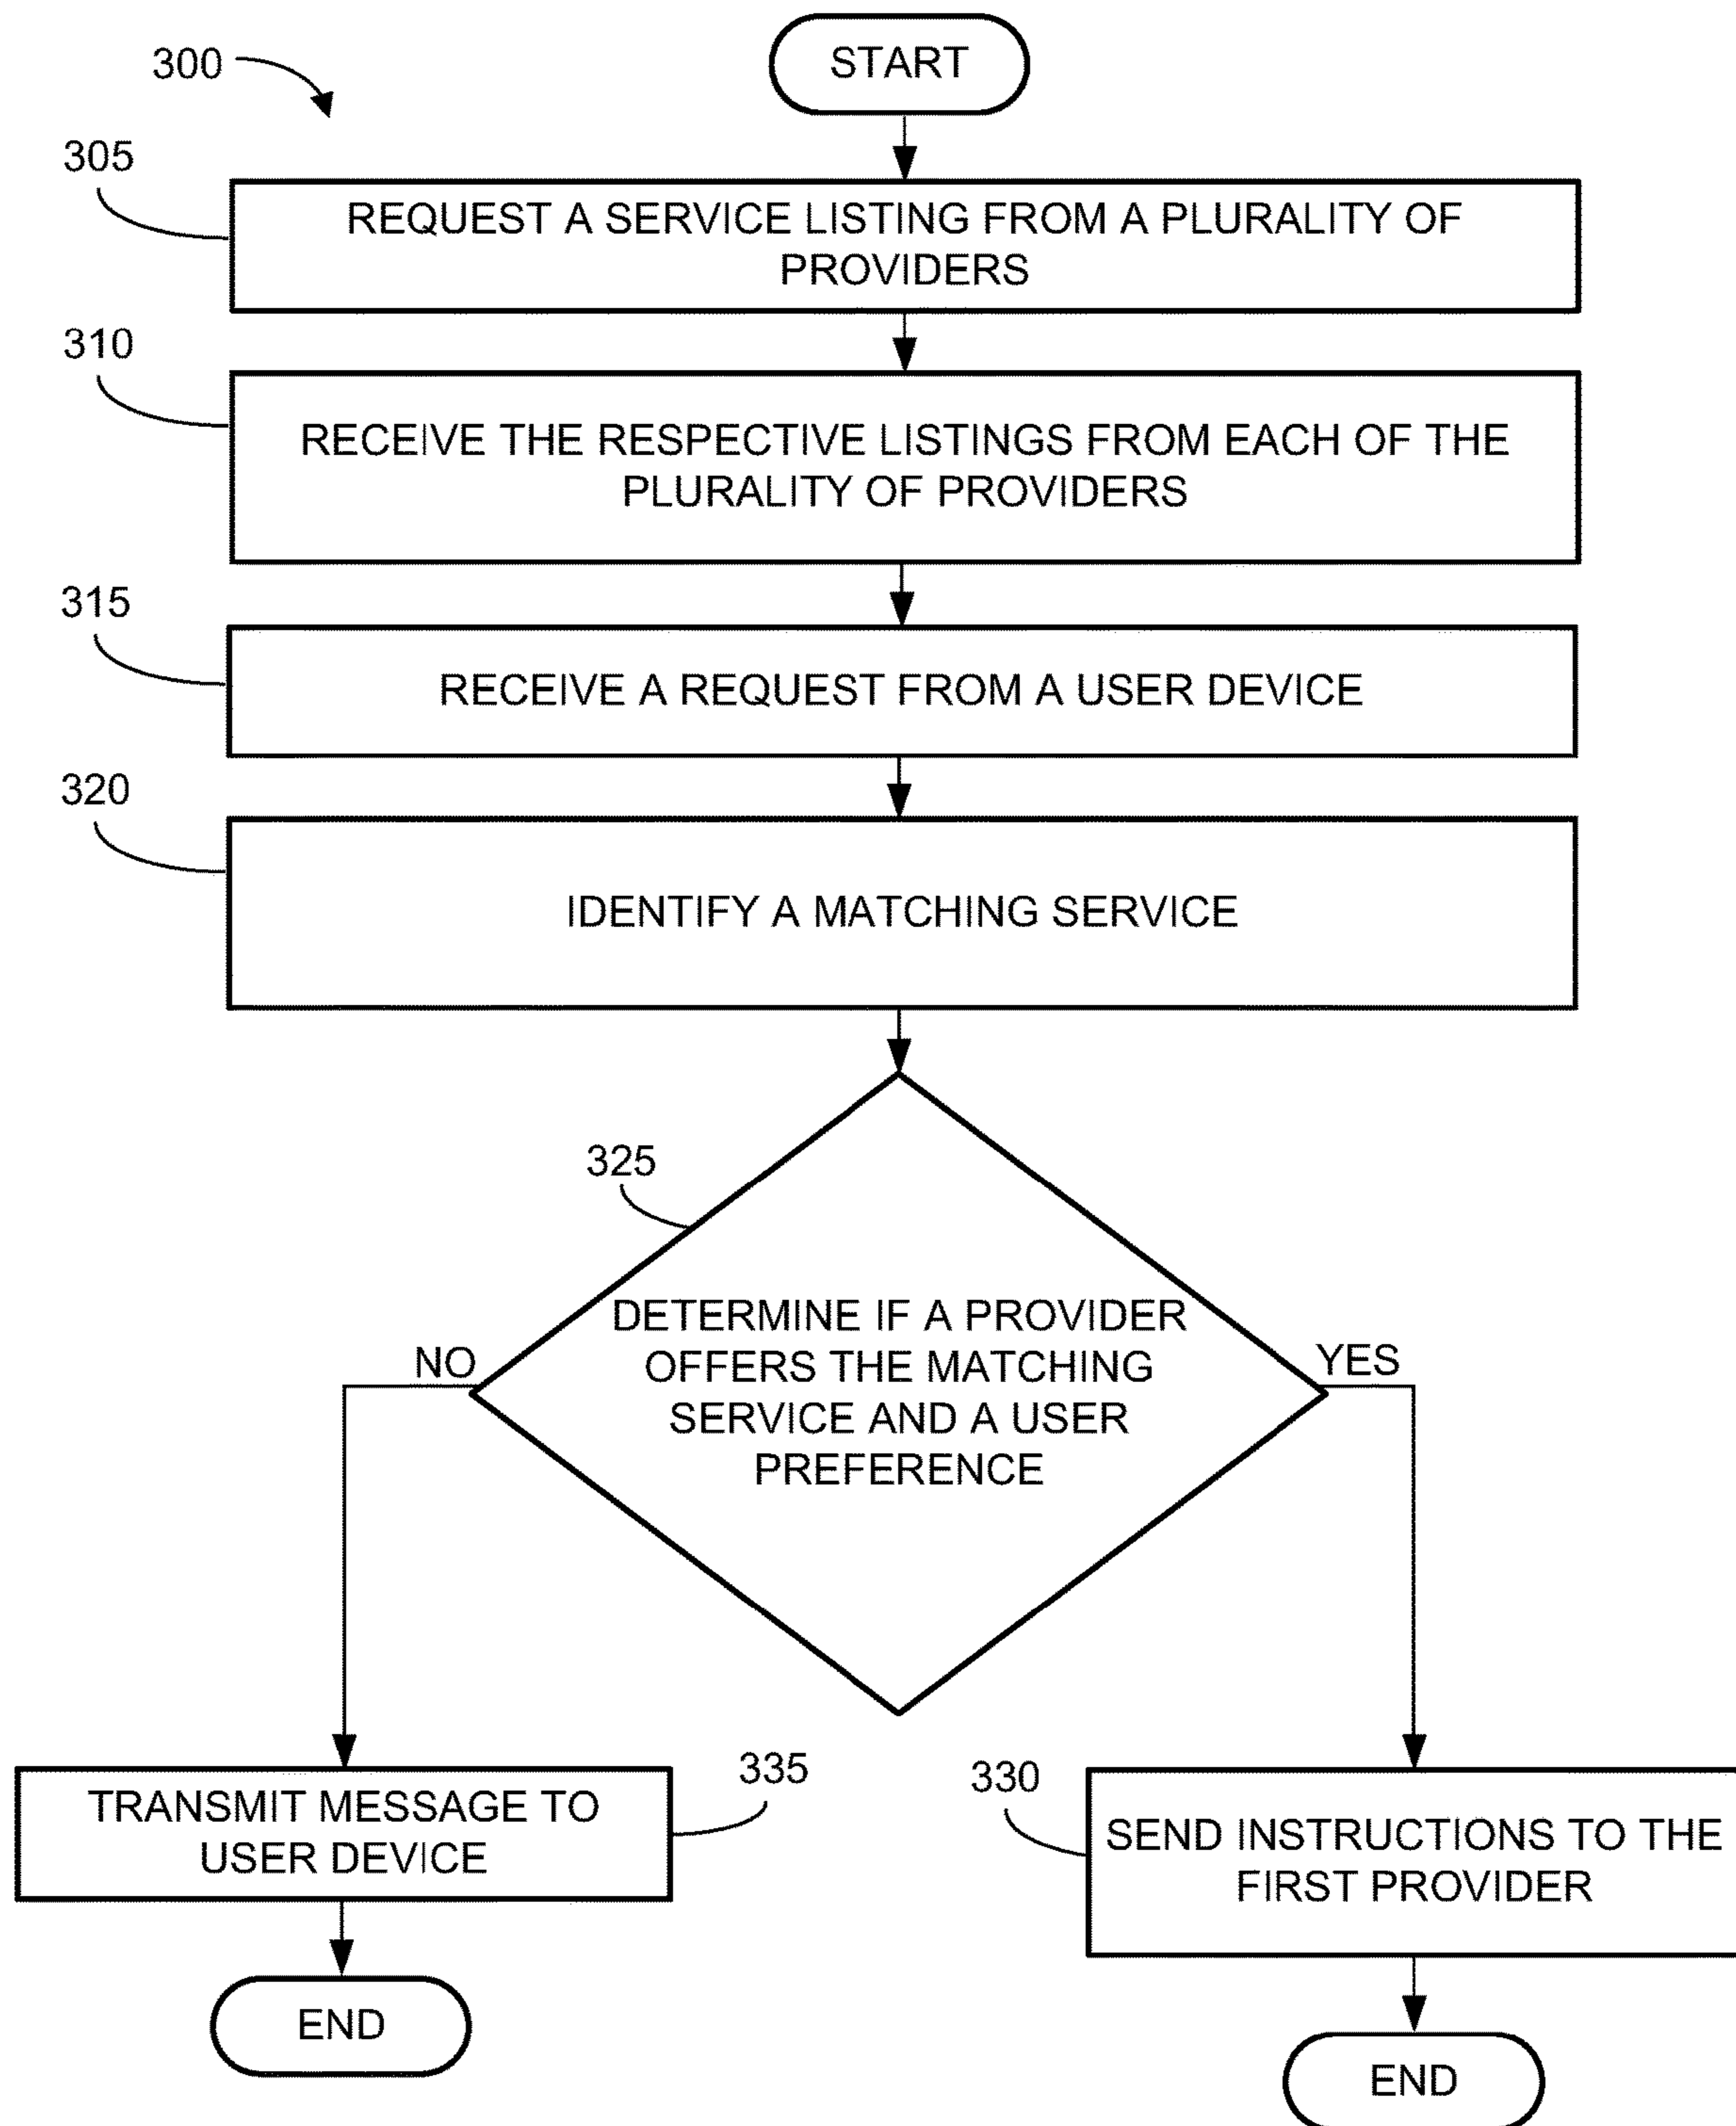 START
300
305
REQUEST A SERVICE LISTING FROM A PLURALITY OF
PROVIDERS
310
RECEIVE THE RESPECTIVE LISTINGS FROM EACH OF THE
PLURALITY OF PROVIDERS
315
RECEIVE A REQUEST FROM A USER DEVICE
320
IDENTIFY A MATCHING SERVICE
325
DETERMINE IF A PROVIDER
OFFERS THE MATCHING
SERVICE AND A USER
PREFERENCE
NO
YES
335
TRANSMIT MESSAGE TO
USER DEVICE
330
SEND INSTRUCTIONS TO THE
FIRST PROVIDER
END
END